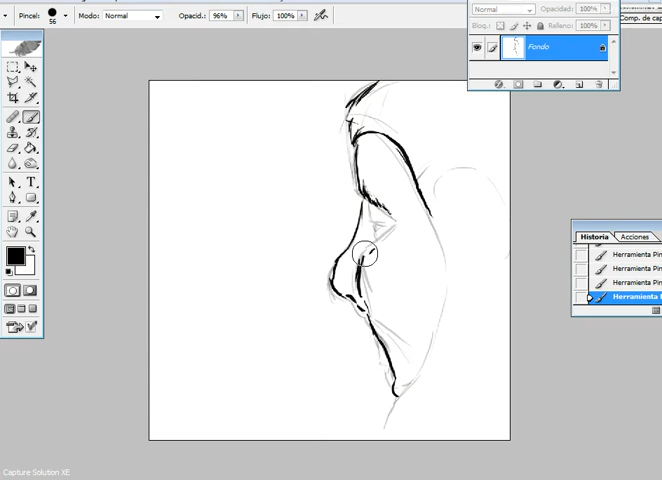 Pincel: 56 Modo: Normal Opacid.: 96% Flujo: 100%
Normal Opacidad: 100%
Comp. de
Bloq.: Relleno: 100%
Fondo
T
Historia Acciones
Herramienta Pin
Herramienta Pin
Herramienta Pin
Herramienta
Capture Solution XE